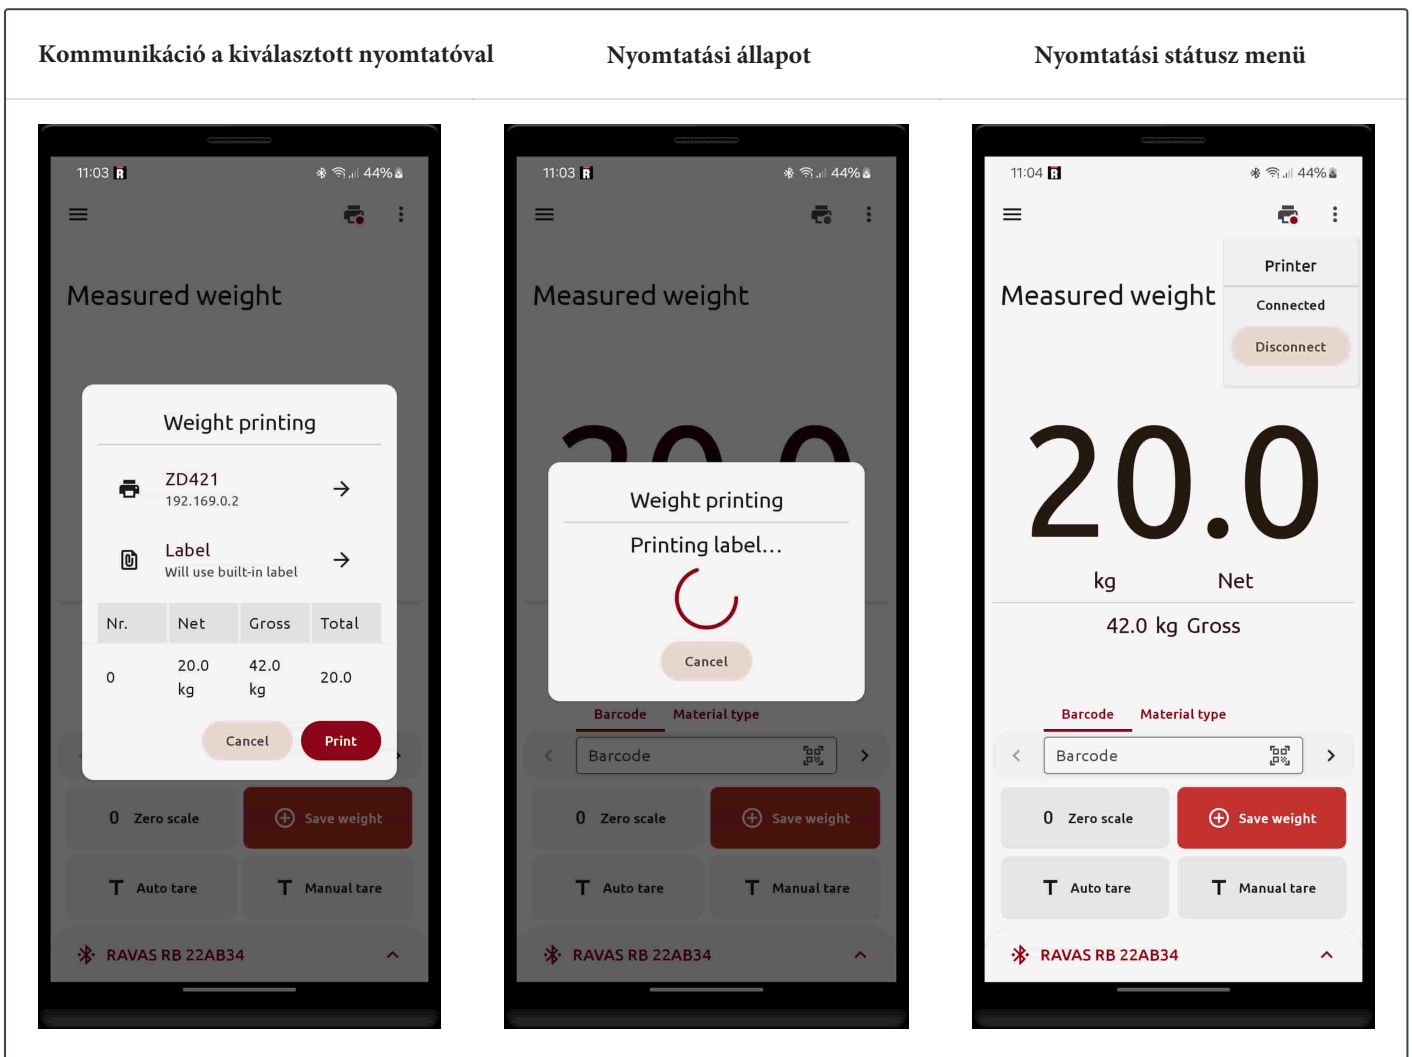 Kommunikáció a kiválasztott nyomtatóval
Nyomtatási állapot
Nyomtatási státusz menü
11:03 R
44%
Measured weight
Weight printing
ZD421
192.169.0.2
Label
Will use built-in label
Nr. Net Gross Total
0 20.0 kg 42.0 kg 20.0
Cancel Print
0 Zero scale
Save weight
T Auto tare
T Manual tare
RAVAS RB 22AB34
11:03 R
44%
Measured weight
20.0
Weight printing
Printing label...
Cancel
Barcode Material type
Barcode
0 Zero scale
Save weight
T Auto tare
T Manual tare
RAVAS RB 22AB34
11:04 R
44%
Printer
Measured weight
Connected
Disconnect
20.0
kg Net
42.0 kg Gross
Barcode Material type
Barcode
0 Zero scale
Save weight
T Auto tare
T Manual tare
RAVAS RB 22AB34